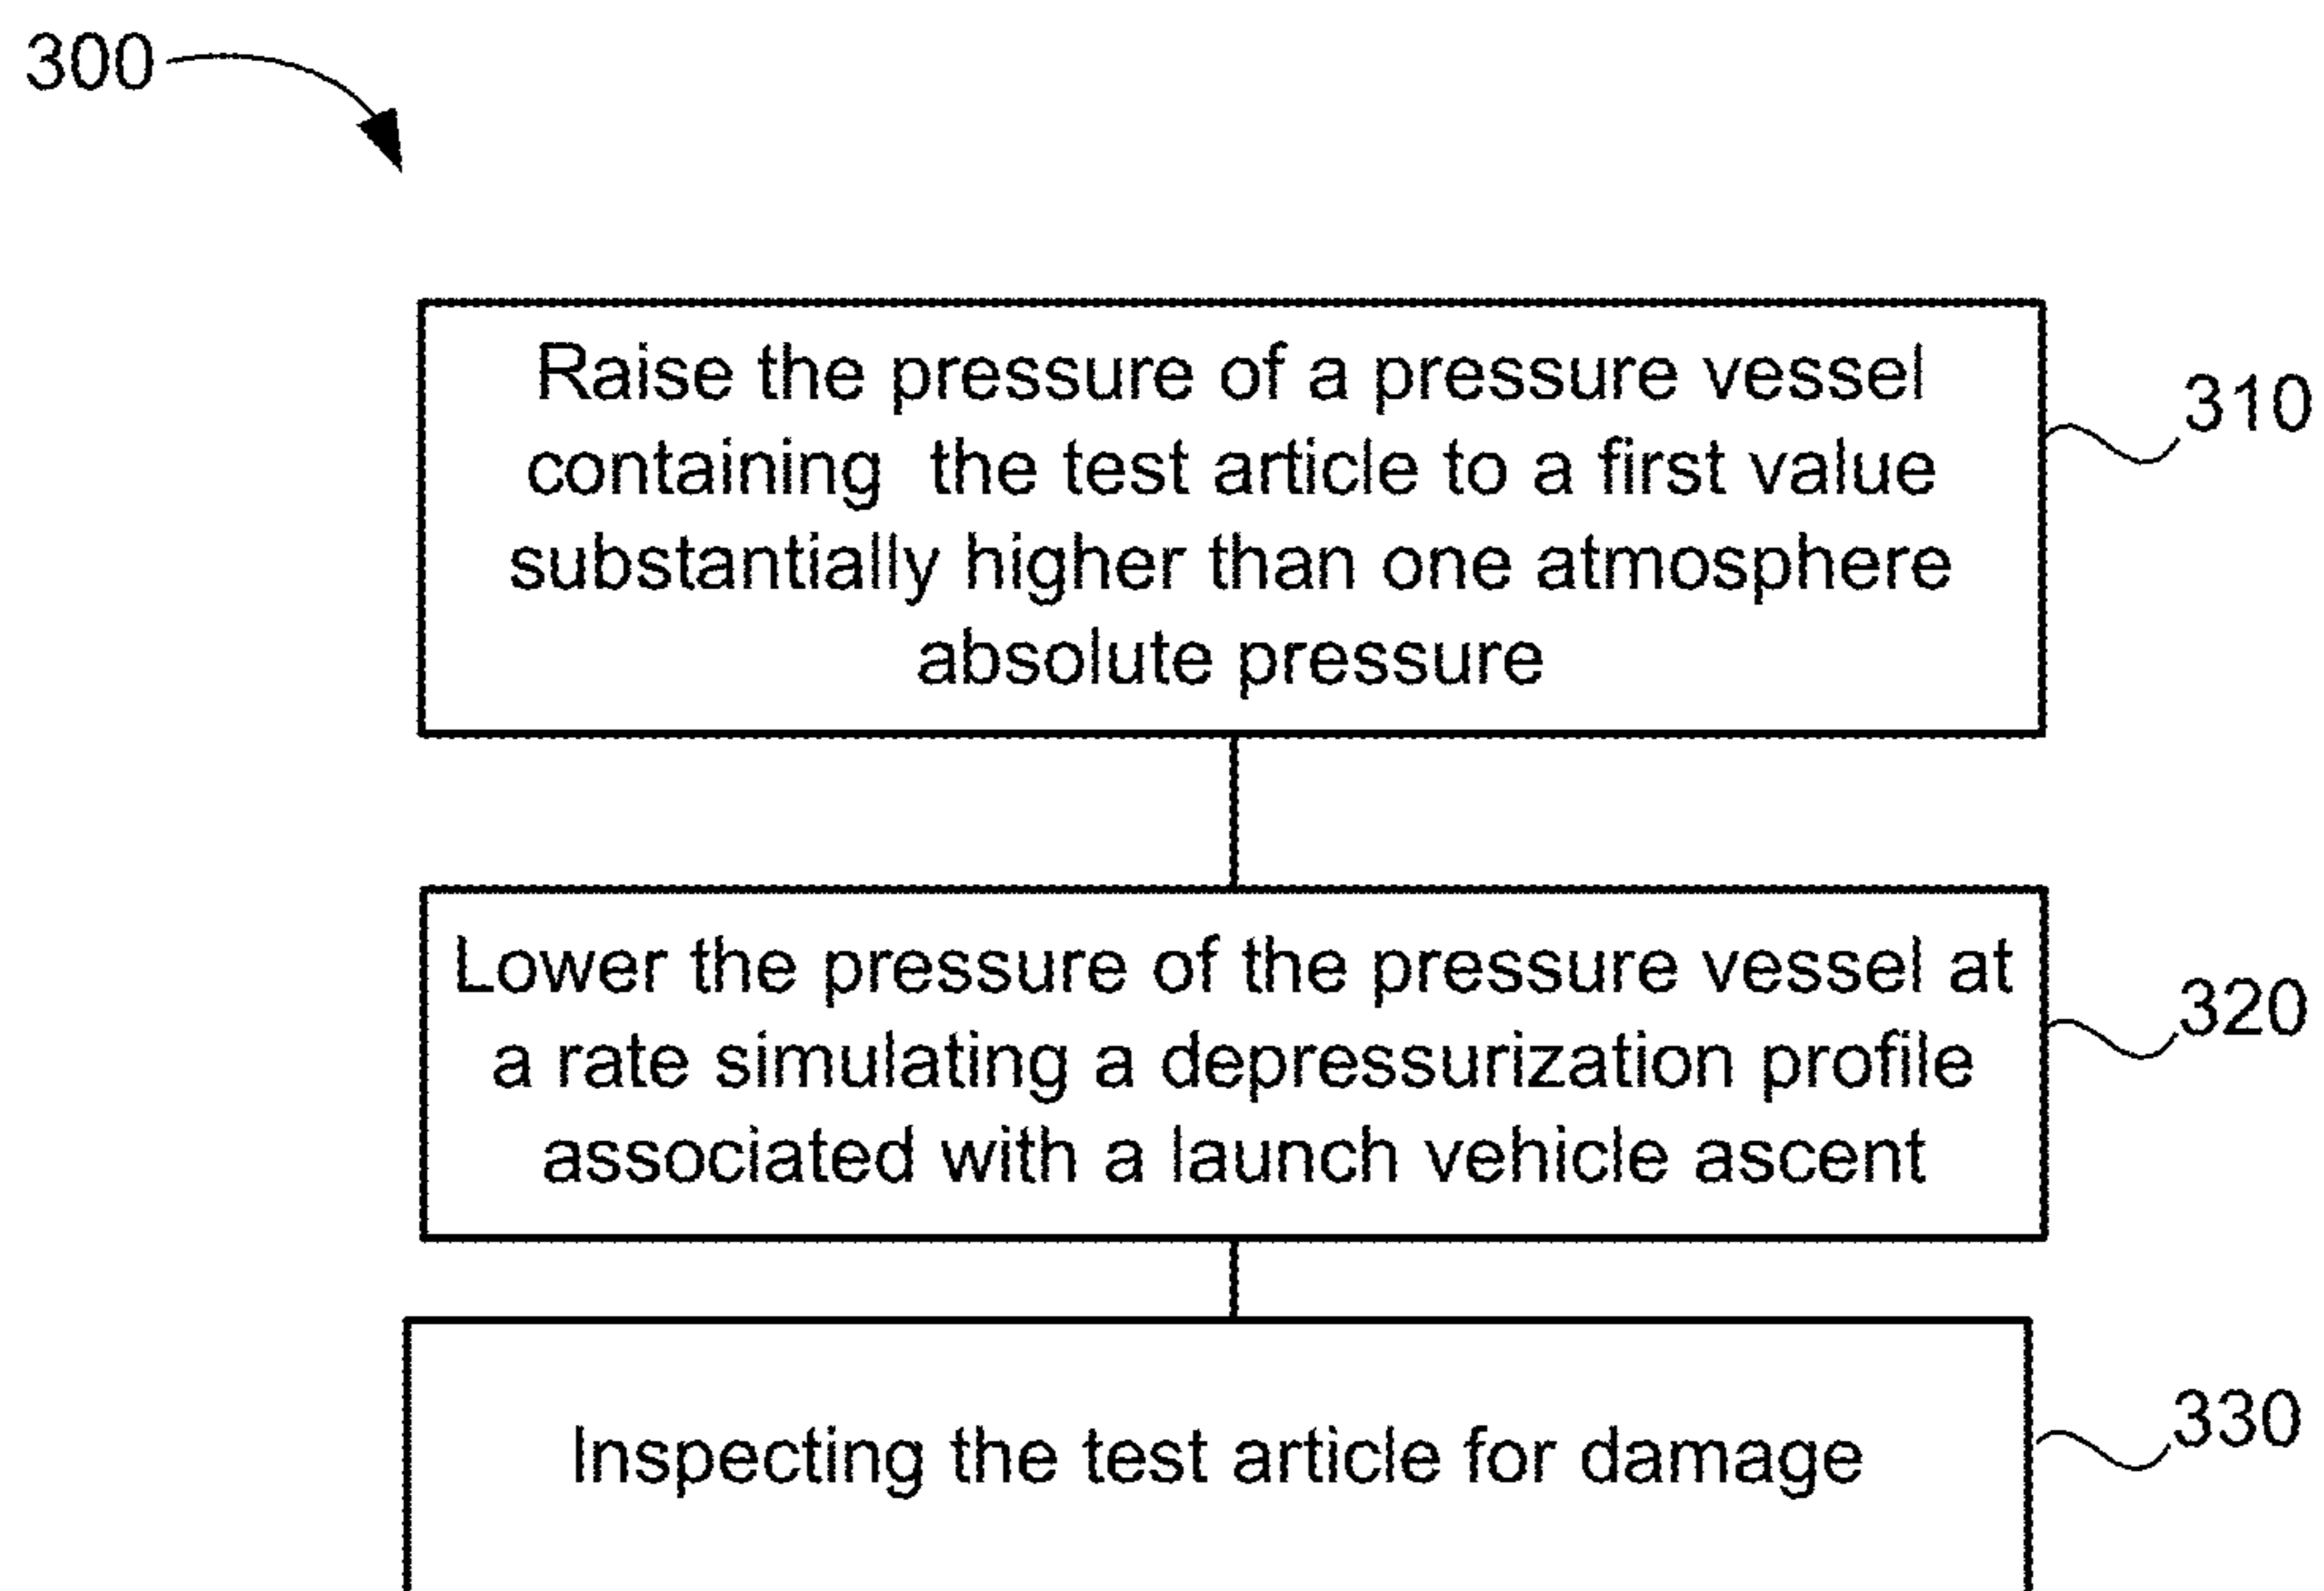 300
Raise the pressure of a pressure vessel
containing the test article to a first value
substantially higher than one atmosphere
absolute pressure
310
Lower the pressure of the pressure vessel at
a rate simulating a depressurization profile
associated with a launch vehicle ascent
320
Inspecting the test article for damage
330